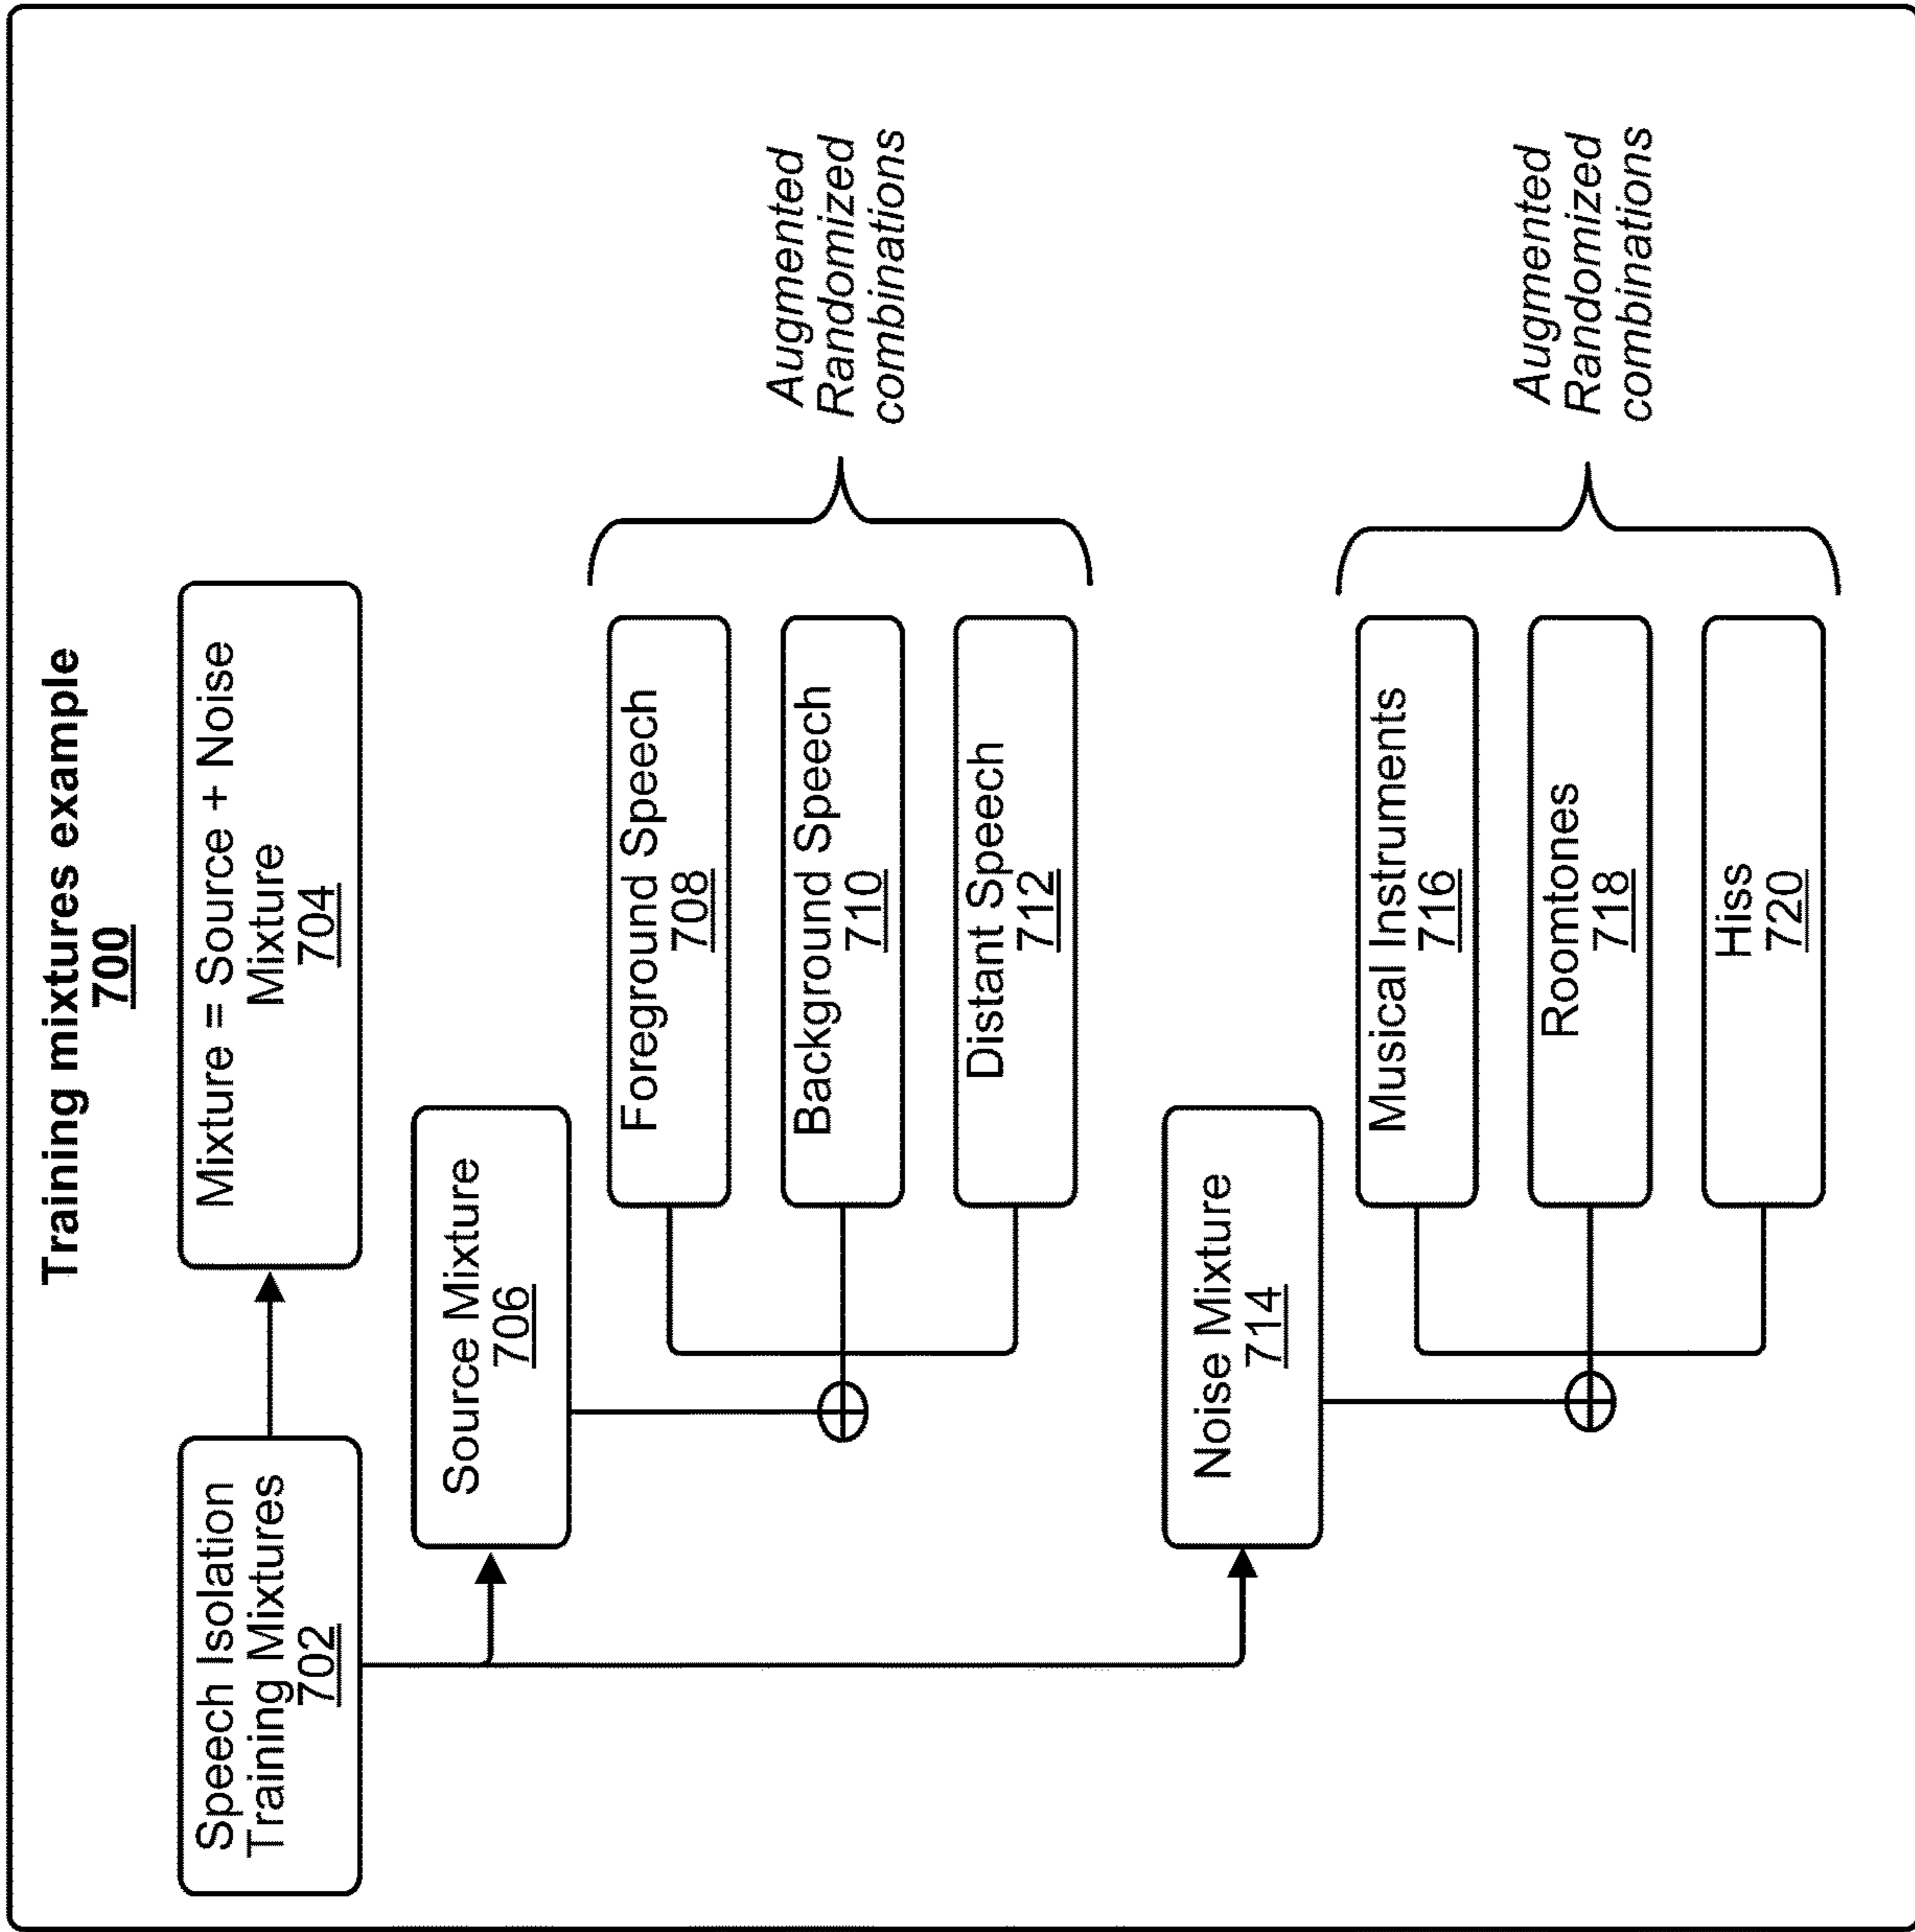 Training mixtures example
700
Speech Isolation
Training Mixtures
702
Mixture = Source + Noise
Mixture
704
Source Mixture
706
Foreground Speech
708
Background Speech
710
Distant Speech
712
Augmented
Randomized
combinations
Noise Mixture
714
Musical Instruments
716
Roomtones
718
Hiss
720
Augmented
Randomized
combinations